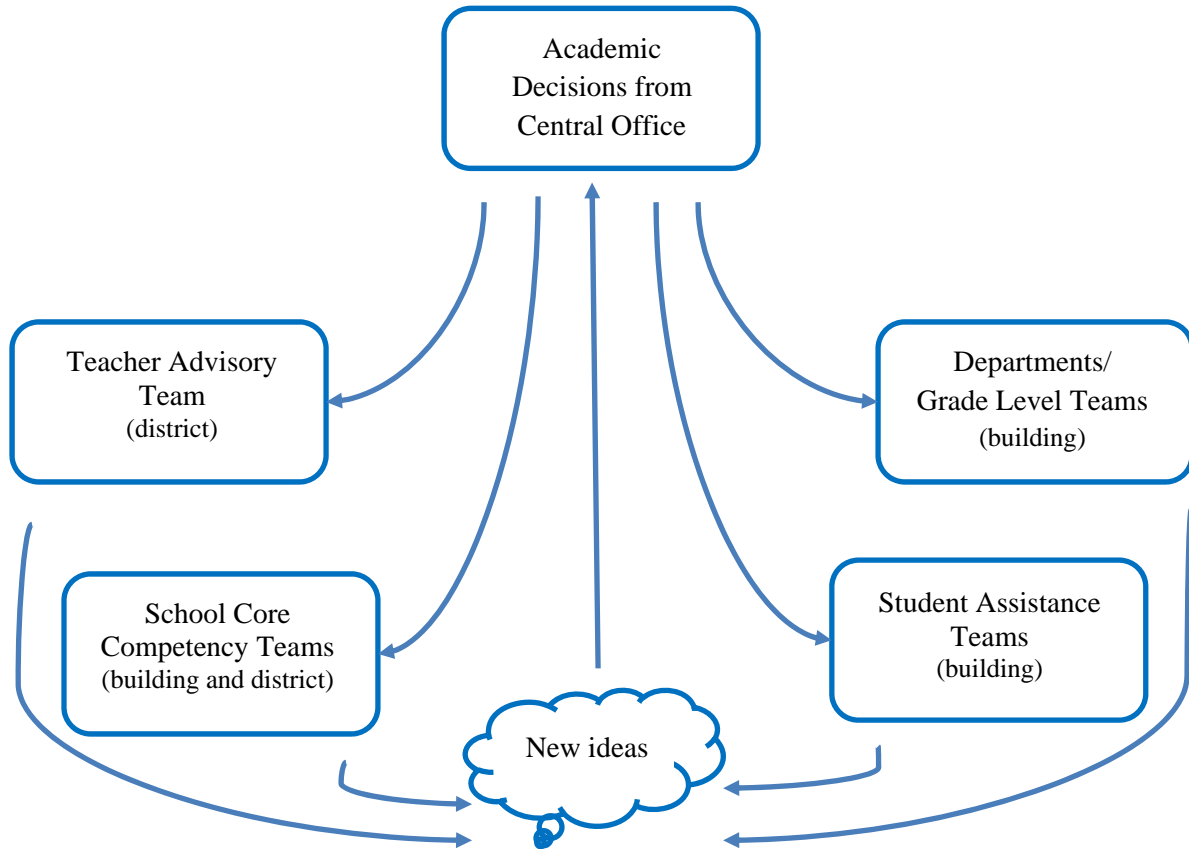 Academic
Decisions from
Central Office
Teacher Advisory
Team
(district)
Departments/
Grade Level Teams
(building)
School Core
Competency Teams
(building and district)
Student Assistance
Teams
(building)
New ideas